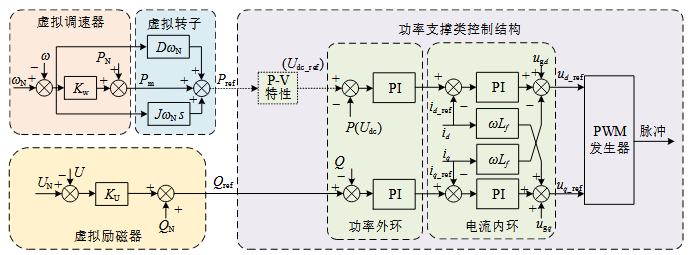 虚拟调速器
虚拟转子
功率支撑类控制结构
ω
P_N
Dω_N
ω_N
K_w
P_m
P_ref
Jω_N s
(U_dc_ref)
P-V
特性
P(U_dc)
PI
i_d_ref
i_d
i_q
i_q_ref
PI
ωL_f
ωL_f
PI
u_gd
u_d_ref
u_q_ref
u_gq
PWM
发生器
脉冲
U
U_N
K_U
Q_N
Q_ref
Q
PI
虚拟励磁器
功率外环
电流内环